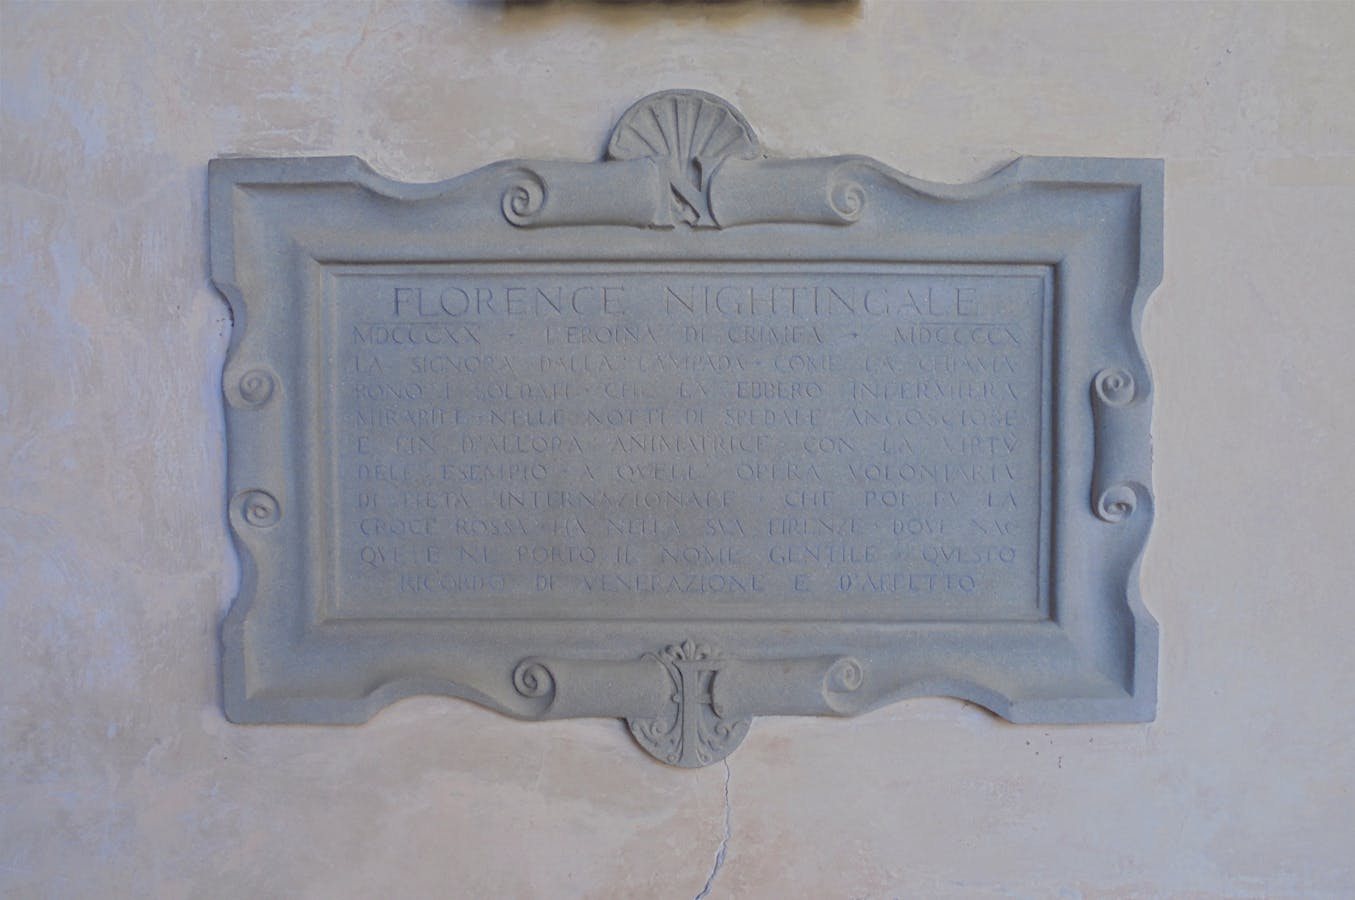 N
FLORENCE NIGHTINGALE
MDCCCXX · L'EROINA DI CRIMEA · MDCCCCX
LA SIGNORA DALLA LAMPADA · COME LA CHIAMA
RONO I SOLDATI · CHE LA EBBERO INFERMIERA
MIRABILE · NELLE NOTTI DI SPEDALE ANGOSCIOSE
E FIN D'ALLORA ANIMATRICE · CON LA VIRTV
DELL'ESEMPIO · A QVELL' OPERA VOLONTARIA
DI PIETA INTERNAZIONALE · CHE POI FV LA
CROCE ROSSA · HA NELLA SVA FIRENZE · DOVE NAC
QVE E NE PORTO IL NOME GENTILE · QVESTO
RICORDO DI VENERAZIONE E D'AFFETTO
F